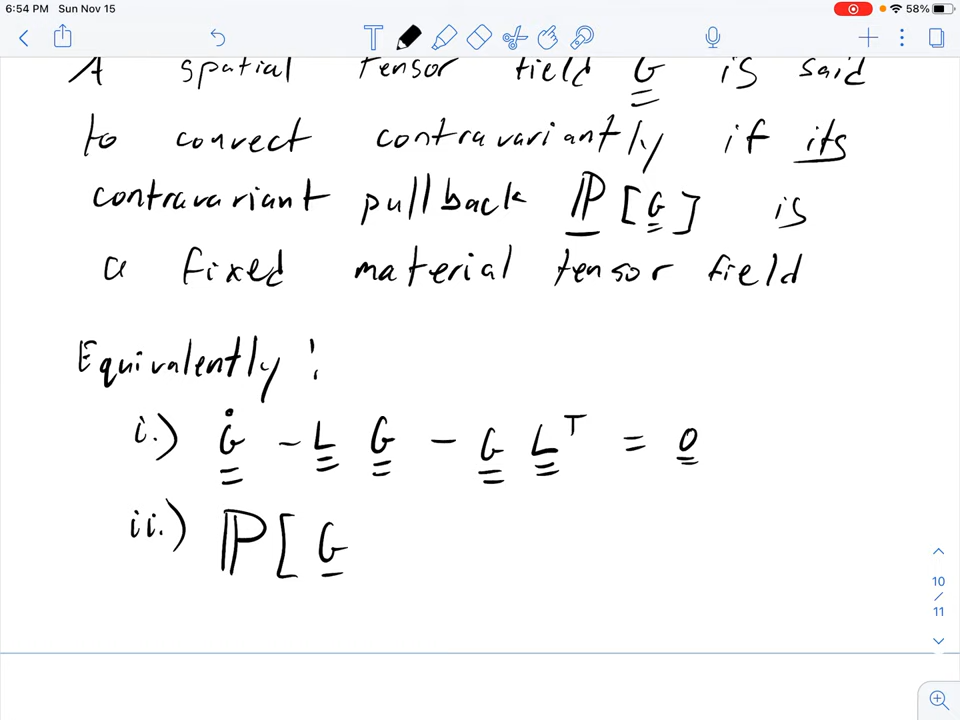 6:54 PM Sun Nov 15 58%
A spatial tensor field G is said
to convect contravariantly if its
contravariant pullback ℙ[G] is
a fixed material tensor field
Equivalently :
i.) Ġ - L G - G Lᵀ = 0
ii.) ℙ[G
10
/
11